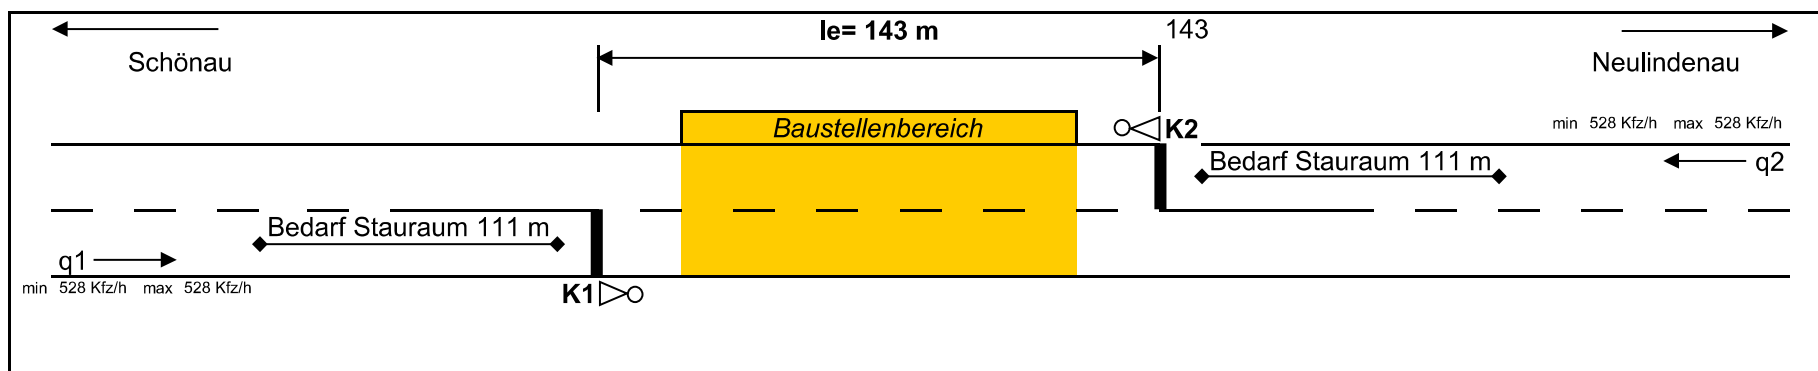 le= 143 m
143
Schönau
Neulindenau
Baustellenbereich
K2
min 528 Kfz/h max 528 Kfz/h
Bedarf Stauraum 111 m
q2
Bedarf Stauraum 111 m
q1
min 528 Kfz/h max 528 Kfz/h
K1